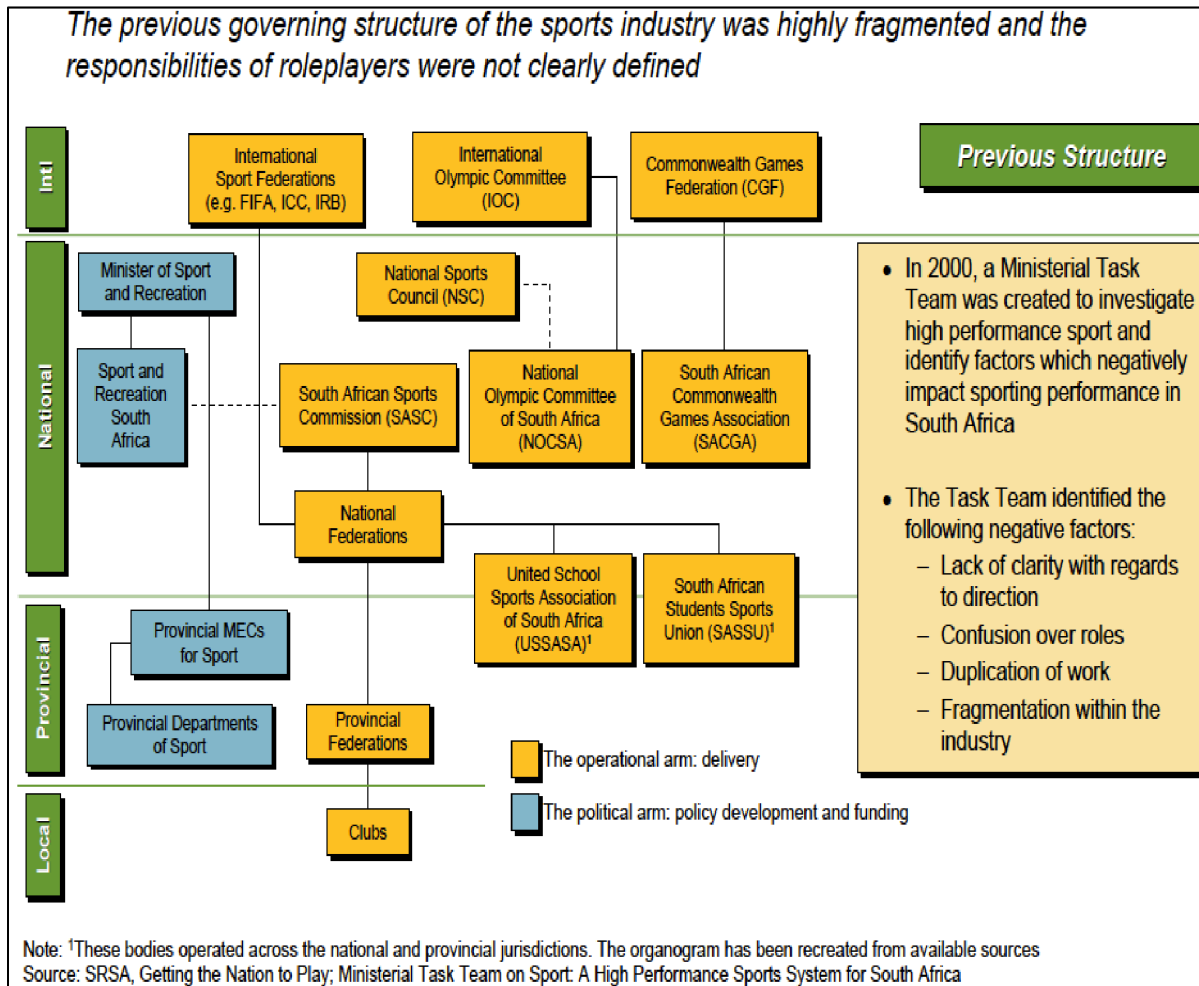 The previous governing structure of the sports industry was highly fragmented and the
responsibilities of roleplayers were not clearly defined
Intl
International
Sport Federations
(e.g. FIFA, ICC, IRB)
International
Olympic Committee
(IOC)
Commonwealth Games
Federation (CGF)
Previous Structure
National
Minister of Sport
and Recreation
National Sports
Council (NSC)
Sport and
Recreation
South
Africa
South African Sports
Commission (SASC)
National
Olympic Committee
of South Africa
(NOCSA)
South African
Commonwealth
Games Association
(SACGA)
National
Federations
United School
Sports Association
of South Africa
(USSASA)¹
South African
Students Sports
Union (SASSU)¹
Provincial
Provincial MECs
for Sport
Provincial Departments
of Sport
Provincial
Federations
Local
Clubs
The operational arm: delivery
The political arm: policy development and funding
• In 2000, a Ministerial Task
Team was created to investigate
high performance sport and
identify factors which negatively
impact sporting performance in
South Africa
• The Task Team identified the
following negative factors:
– Lack of clarity with regards
to direction
– Confusion over roles
– Duplication of work
– Fragmentation within the
industry
Note: ¹These bodies operated across the national and provincial jurisdictions. The organogram has been recreated from available sources
Source: SRSA, Getting the Nation to Play; Ministerial Task Team on Sport: A High Performance Sports System for South Africa